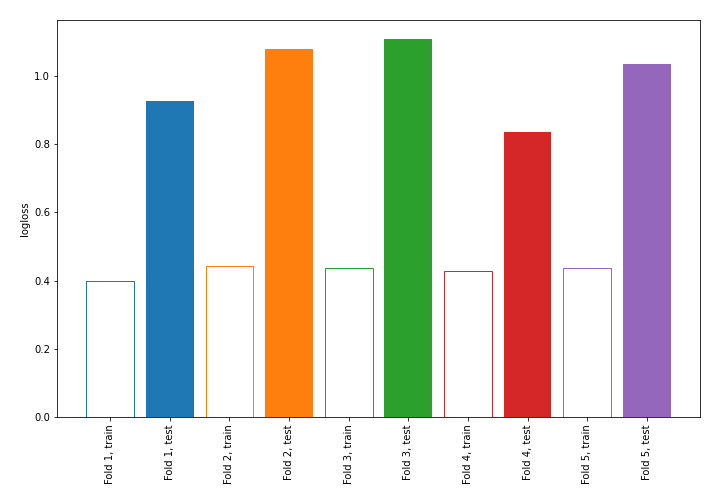 logloss
1.0
0.8
0.6
0.4
0.2
0.0
Fold 1, train
Fold 1, test
Fold 2, train
Fold 2, test
Fold 3, train
Fold 3, test
Fold 4, train
Fold 4, test
Fold 5, train
Fold 5, test